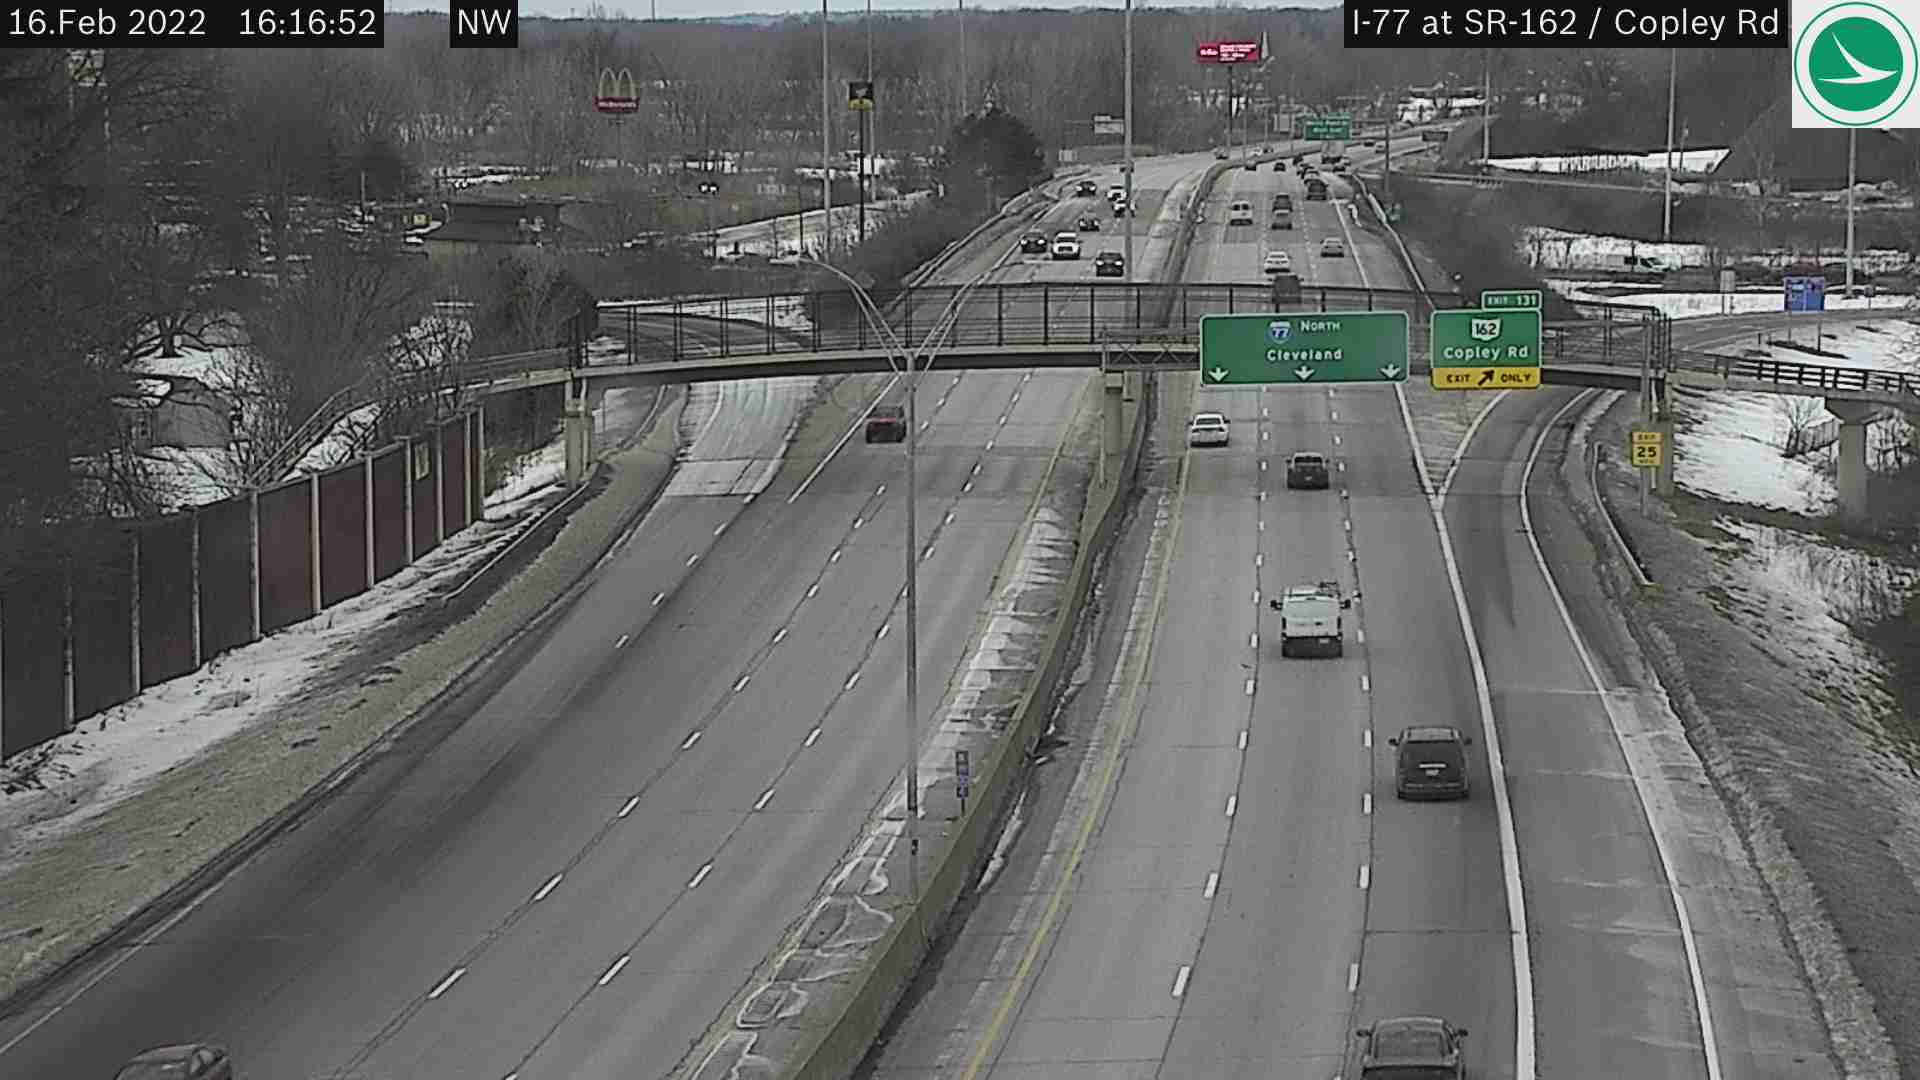 16.Feb 2022 16:16:52
NW
I-77 at SR-162 / Copley Rd
McDonald's
EXIT 131
77 NORTH
Cleveland
162
Copley Rd
EXIT ONLY
EXIT
25